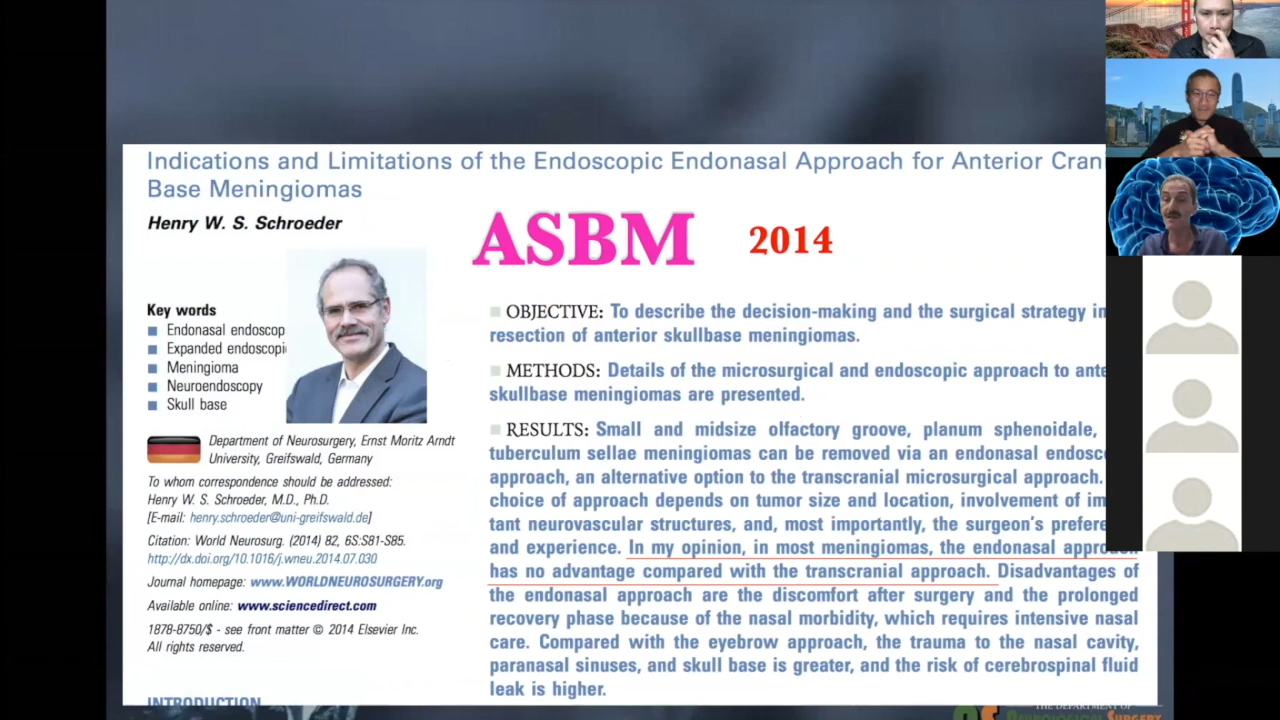 Indications and Limitations of the Endoscopic Endonasal Approach for Anterior Cran
Base Meningiomas
Henry W. S. Schroeder
ASBM 2014
Key words
Endonasal endoscop
Expanded endoscopi
Meningioma
Neuroendoscopy
Skull base
Department of Neurosurgery, Ernst Moritz Arndt
University, Greifswald, Germany
To whom correspondence should be addressed:
Henry W. S. Schroeder, M.D., Ph.D.
[E-mail: henry.schroeder@uni-greifswald.de]
Citation: World Neurosurg. (2014) 82, 6S:S81-S85.
http://dx.doi.org/10.1016/j.wneu.2014.07.030
Journal homepage: www.WORLDNEUROSURGERY.org
Available online: www.sciencedirect.com
1878-8750/$ - see front matter © 2014 Elsevier Inc.
All rights reserved.
INTRODUCTION
OBJECTIVE: To describe the decision-making and the surgical strategy in
resection of anterior skullbase meningiomas.
METHODS: Details of the microsurgical and endoscopic approach to ante
skullbase meningiomas are presented.
RESULTS: Small and midsize olfactory groove, planum sphenoidale,
tuberculum sellae meningiomas can be removed via an endonasal endosc
approach, an alternative option to the transcranial microsurgical approach.
choice of approach depends on tumor size and location, involvement of im
tant neurovascular structures, and, most importantly, the surgeon's prefere
and experience. In my opinion, in most meningiomas, the endonasal approach
has no advantage compared with the transcranial approach. Disadvantages of
the endonasal approach are the discomfort after surgery and the prolonged
recovery phase because of the nasal morbidity, which requires intensive nasal
care. Compared with the eyebrow approach, the trauma to the nasal cavity,
paranasal sinuses, and skull base is greater, and the risk of cerebrospinal fluid
leak is higher.
THE DEPARTMENT OF